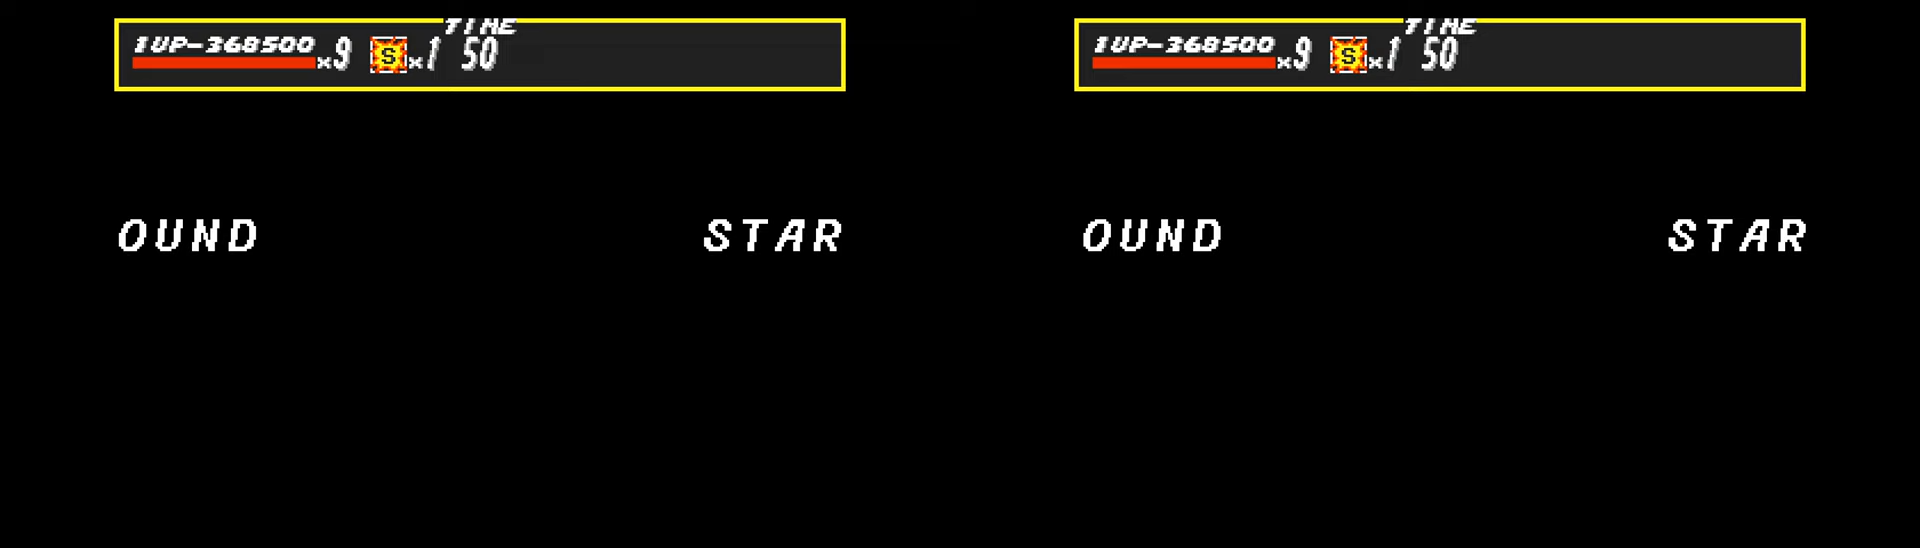 TIME TIME
1UP-368500 ×9 S ×1 50 1UP-368500 ×9 S ×1 50
OUND STAR OUND STAR